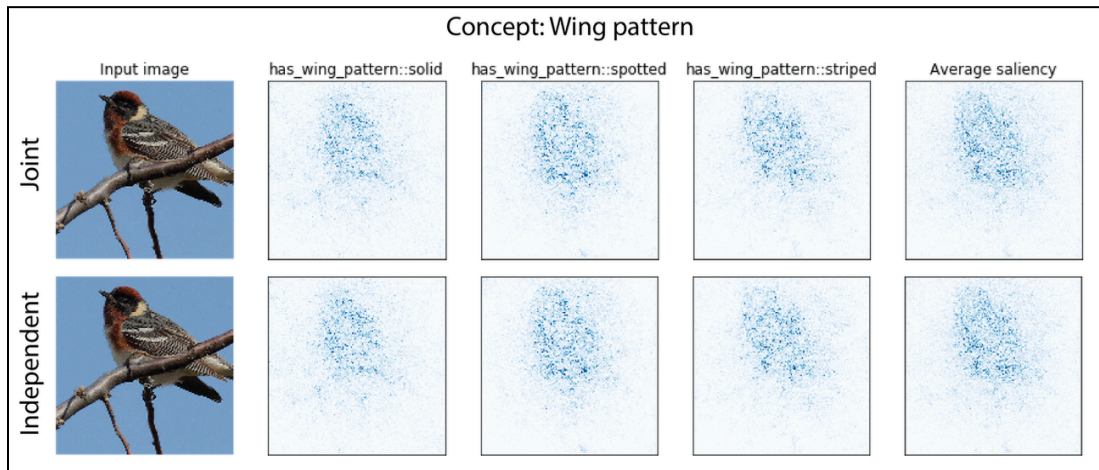 Concept: Wing pattern
Input image
has_wing_pattern::solid
has_wing_pattern::spotted
has_wing_pattern::striped
Average saliency
Joint
Independent